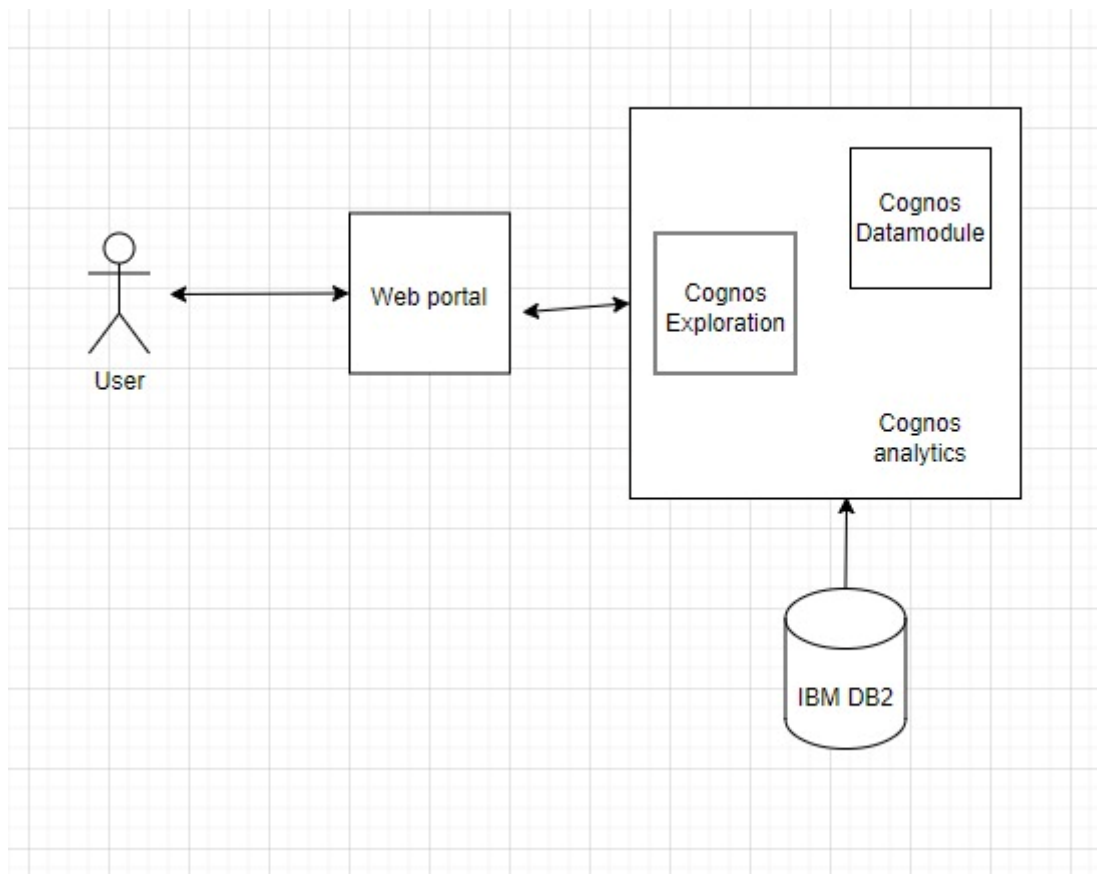 Cognos
Datamodule
Web portal
Cognos
Exploration
User
Cognos
analytics
IBM DB2